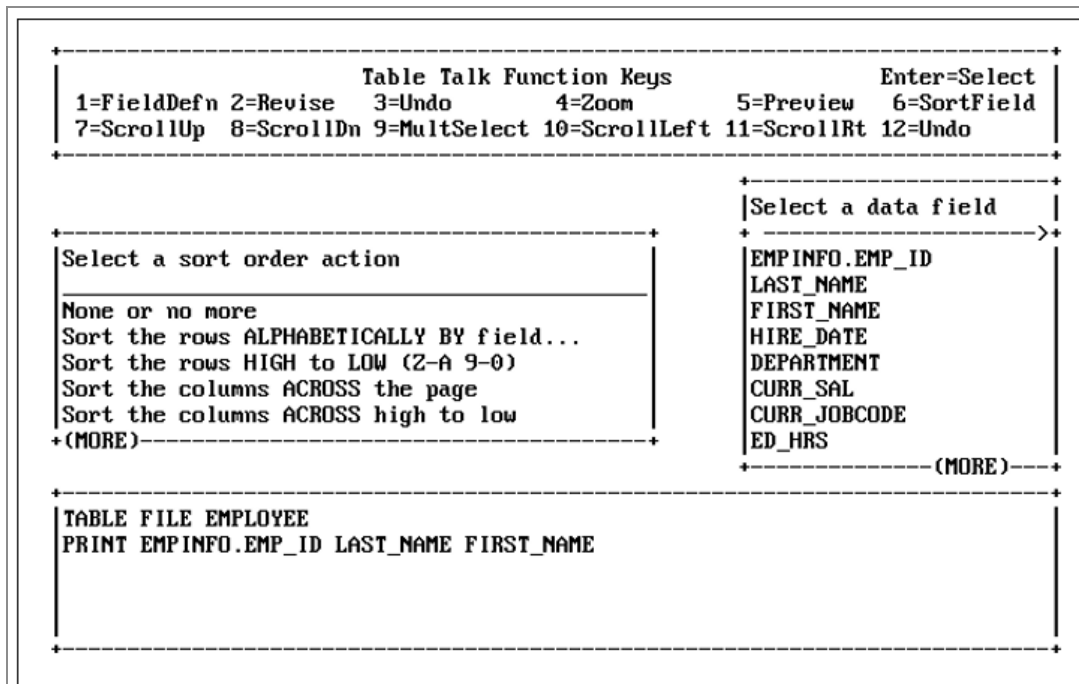 Table Talk Function Keys Enter=Select
1=FieldDefn 2=Revise 3=Undo 4=Zoom 5=Preview 6=SortField
7=ScrollUp 8=ScrollDn 9=MultSelect 10=ScrollLeft 11=ScrollRt 12=Undo
Select a sort order action
None or no more
Sort the rows ALPHABETICALLY BY field...
Sort the rows HIGH to LOW (Z-A 9-0)
Sort the columns ACROSS the page
Sort the columns ACROSS high to low
(MORE)
Select a data field
EMPINFO.EMP_ID
LAST_NAME
FIRST_NAME
HIRE_DATE
DEPARTMENT
CURR_SAL
CURR_JOBCODE
ED_HRS
(MORE)
TABLE FILE EMPLOYEE
PRINT EMPINFO.EMP_ID LAST_NAME FIRST_NAME